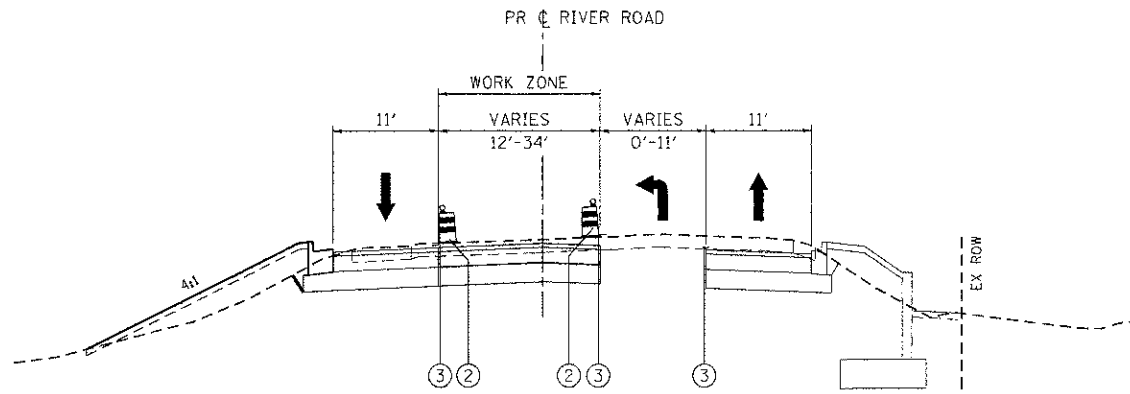 PR ℄ RIVER ROAD
WORK ZONE
11' VARIES VARIES 11'
12'-34' 0'-11'
4:1
EX ROW
3 2 2 3 3